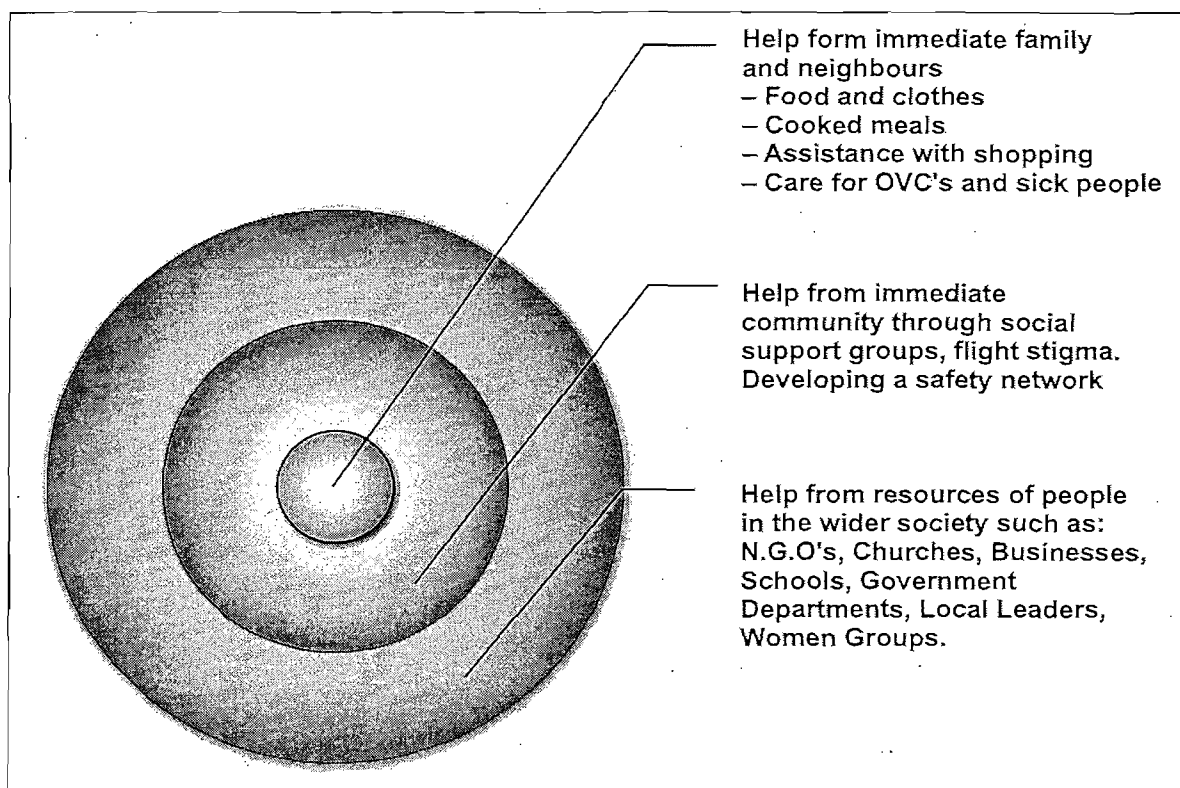 Help form immediate family
and neighbours
– Food and clothes
– Cooked meals
– Assistance with shopping
– Care for OVC's and sick people
Help from immediate
community through social
support groups, flight stigma.
Developing a safety network
Help from resources of people
in the wider society such as:
N.G.O's, Churches, Businesses,
Schools, Government
Departments, Local Leaders,
Women Groups.